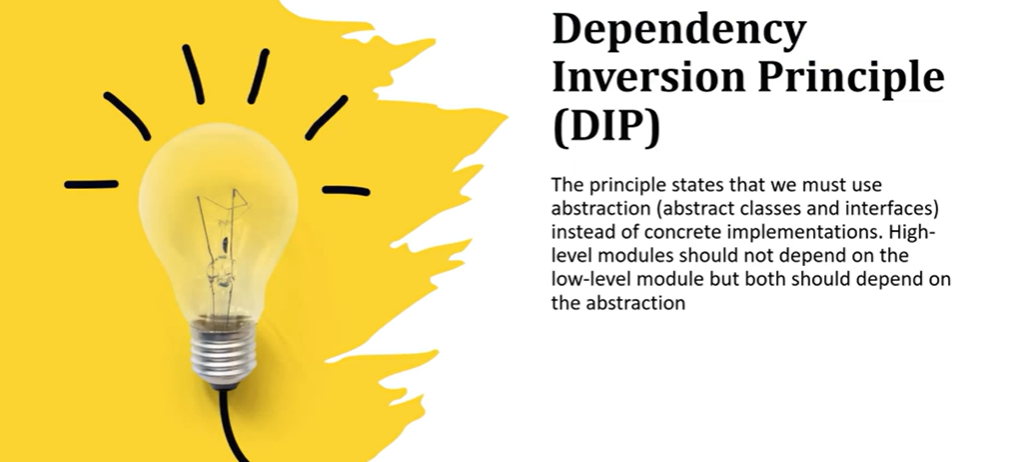 Dependency
Inversion Principle
(DIP)
The principle states that we must use
abstraction (abstract classes and interfaces)
instead of concrete implementations. High-
level modules should not depend on the
low-level module but both should depend on
the abstraction